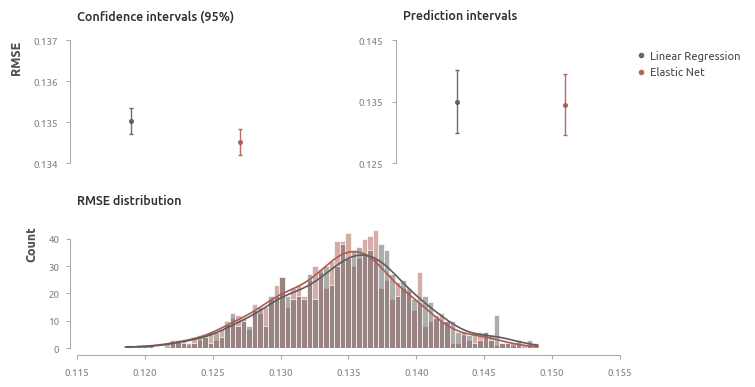 Confidence intervals (95%)
Prediction intervals
RMSE
0.137
0.136
0.135
0.134
0.145
0.135
0.125
Linear Regression
Elastic Net
RMSE distribution
Count
40
30
20
10
0
0.115 0.120 0.125 0.130 0.135 0.140 0.145 0.150 0.155